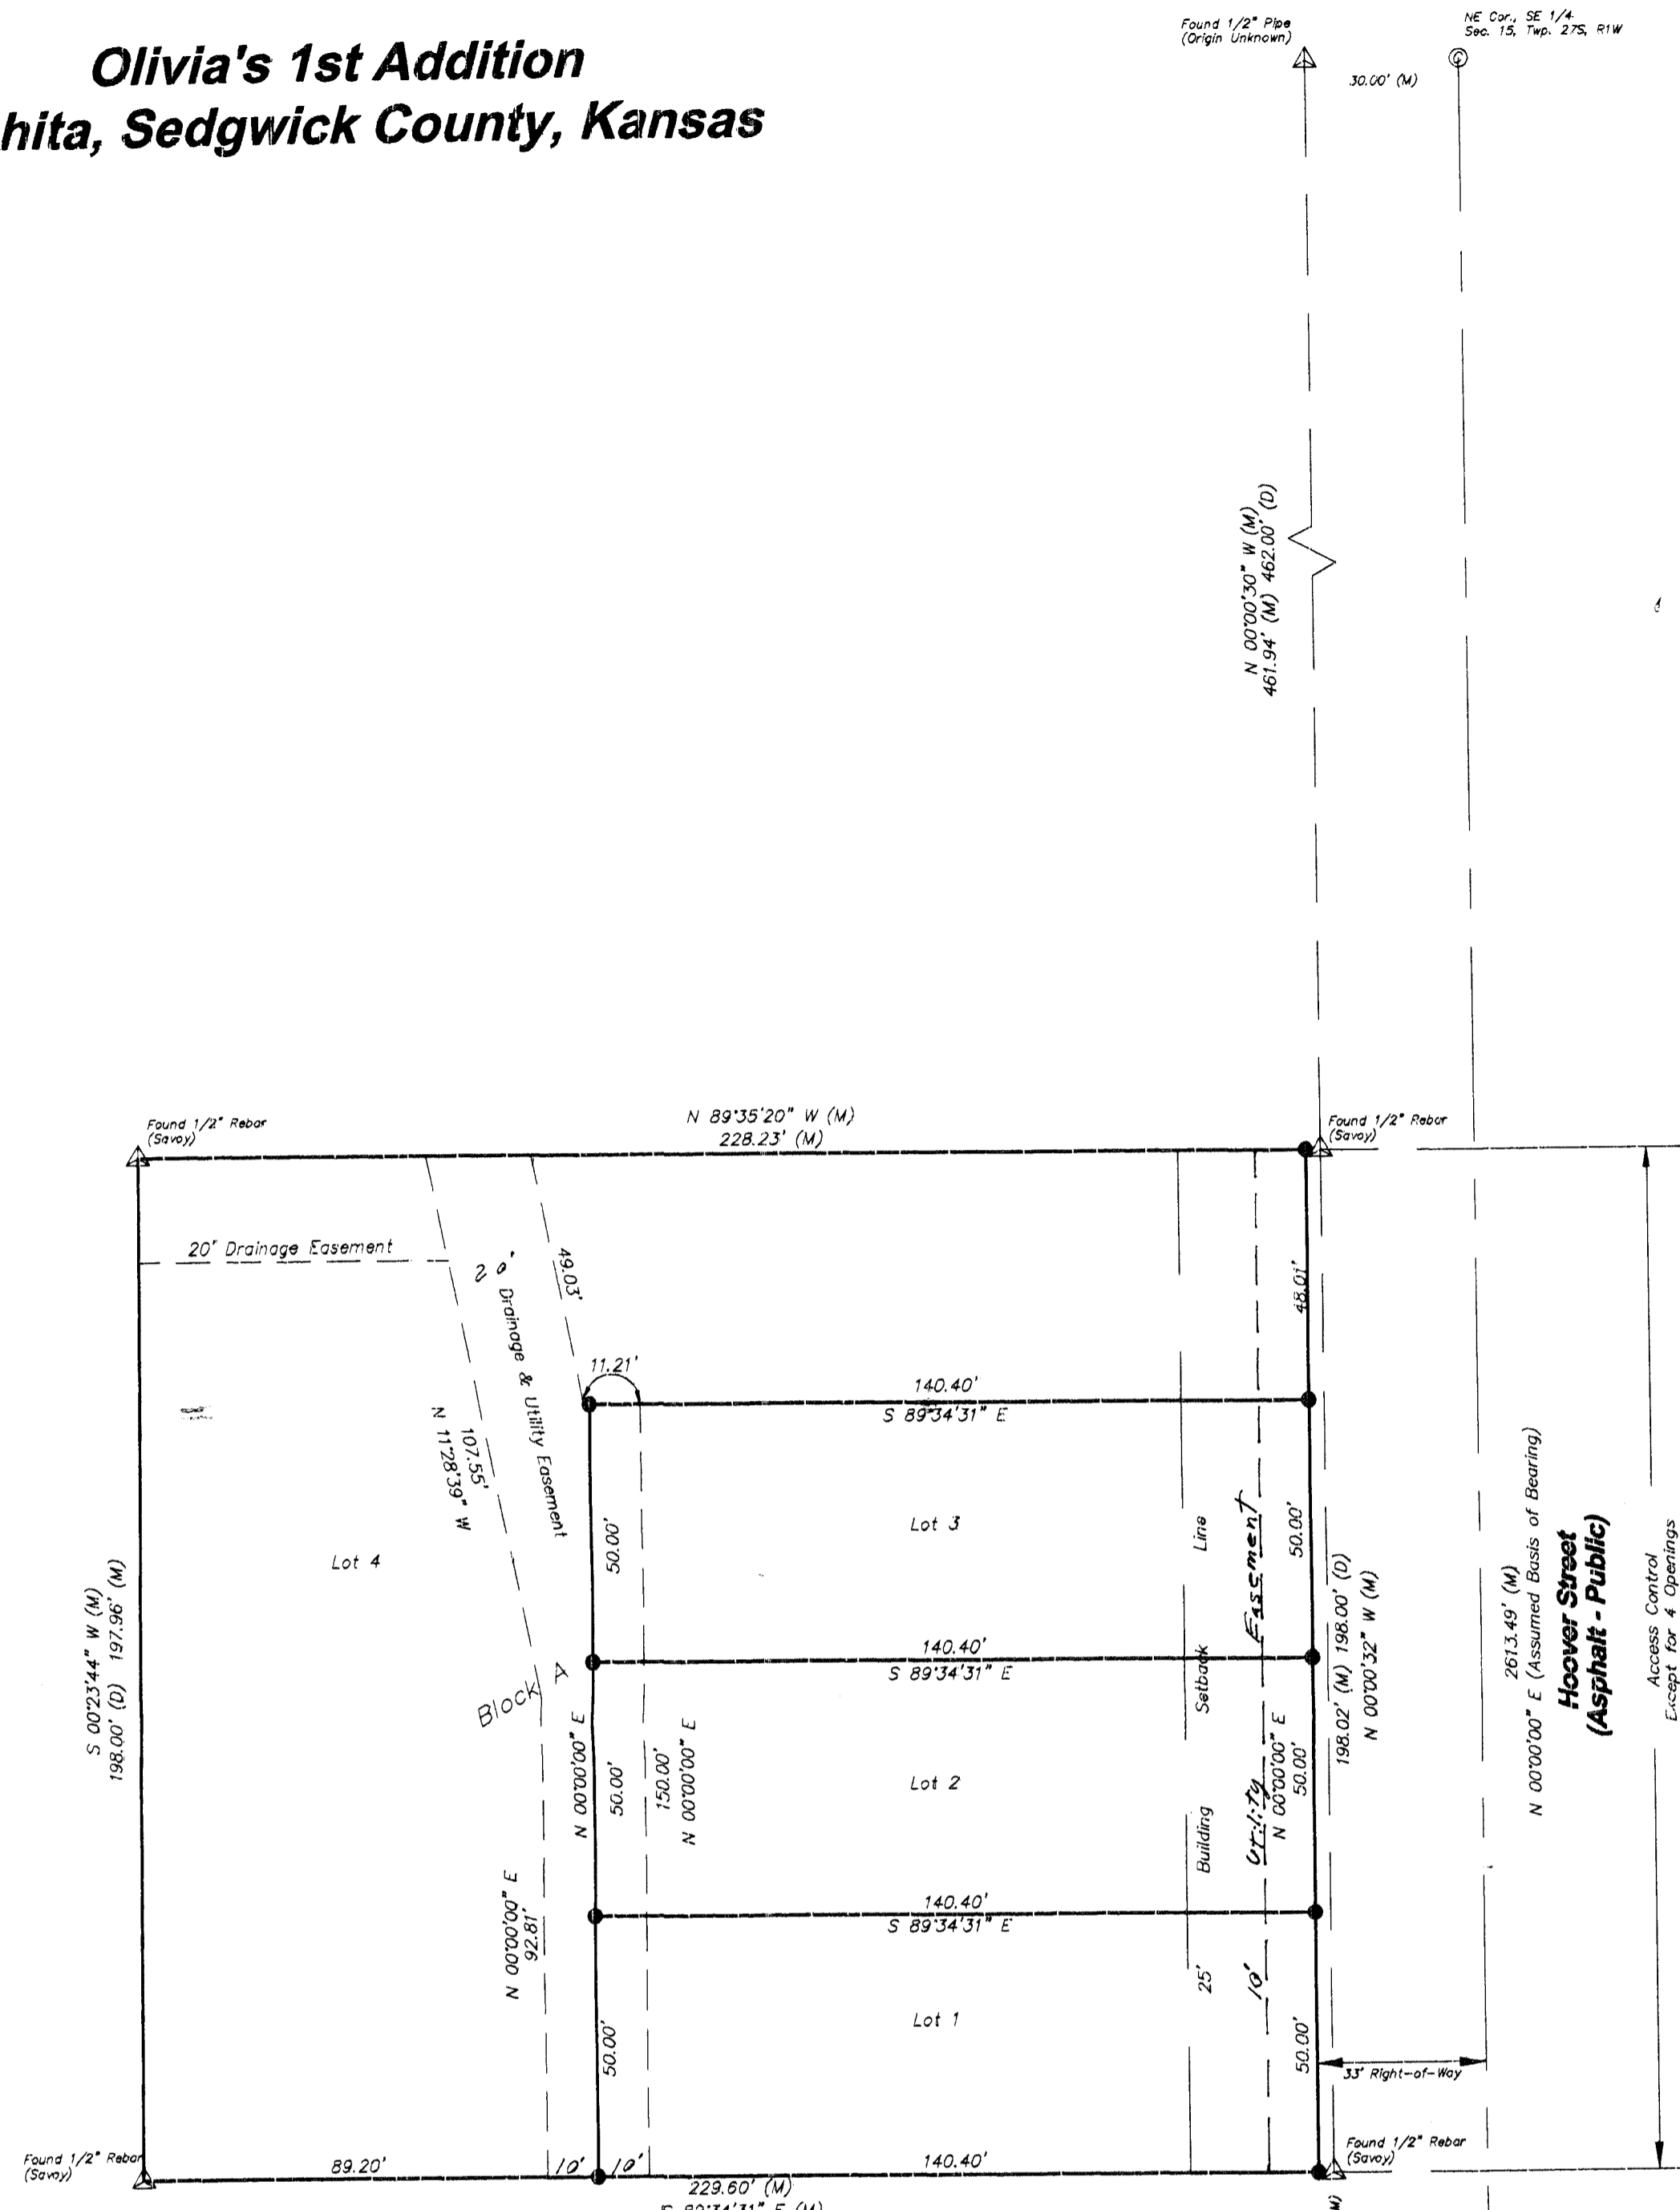 Olivia's 1st Addition
hita, Sedgwick County, Kansas
Found 1/2" Pipe
(Origin Unknown)
NE Cor., SE 1/4
Sec. 15, Twp. 27S, R1W
30.00' (M)
N 00°00'30" W (M)
461.94' (M) 462.00' (D)
Found 1/2" Rebar
(Savoy)
N 89°35'20" W (M)
228.23' (M)
Found 1/2" Rebar
(Savoy)
20' Drainage Easement
20' Drainage & Utility Easement
49.03'
48.01'
11.21'
140.40'
S 89°34'31" E
N 11°28'39" W
107.55'
Lot 4
50.00'
Lot 3
50.00'
140.40'
S 89°34'31" E
Block A
S 00°23'44" W (M)
198.00' (D) 197.96' (M)
N 00°00'00" E
50.00'
150.00'
N 00°00'00" E
Lot 2
25' Building Setback Line
10' Utility Easement
N 00°00'00" E
50.00'
198.02' (M) 198.00' (D)
N 00°00'32" W (M)
2613.49' (M)
N 00°00'00" E (Assumed Basis of Bearing)
Hoover Street
(Asphalt - Public)
Access Control
Except for 4 Openings
140.40'
S 89°34'31" E
N 00°00'00" E
92.81'
50.00'
Lot 1
50.00'
33' Right-of-Way
Found 1/2" Rebar
(Savoy)
89.20'
10'
10'
140.40'
Found 1/2" Rebar
(Savoy)
229.60' (M)
S 89°34'31" E (M)